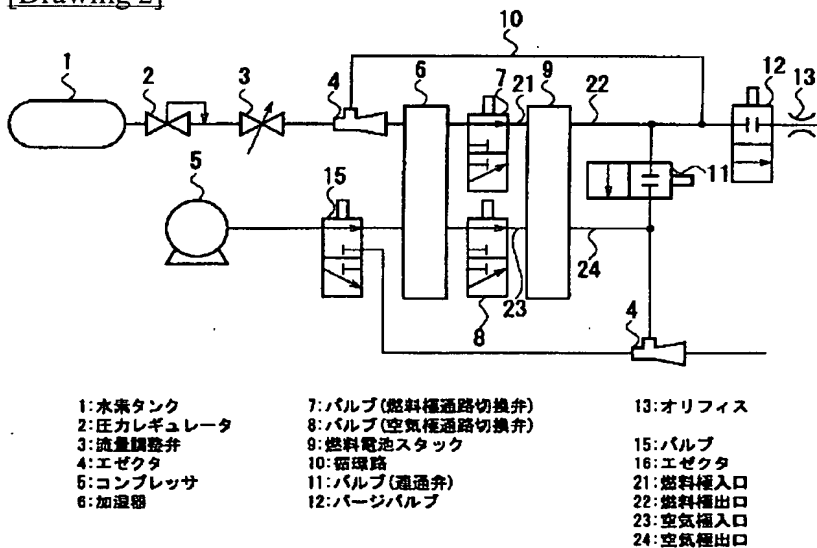 [Drawing 2]
10
1
2
3
4
6
7
21
9
22
12
13
5
15
11
23
24
8
4
1:水素タンク
2:圧力レギュレータ
3:流量調整弁
4:エゼクタ
5:コンプレッサ
6:加湿器
7:バルブ(燃料極通路切換弁)
8:バルブ(空気極通路切換弁)
9:燃料電池スタック
10:循環路
11:バルブ(連通弁)
12:パージバルブ
13:オリフィス
15:バルブ
16:エゼクタ
21:燃料極入口
22:燃料極出口
23:空気極入口
24:空気極出口